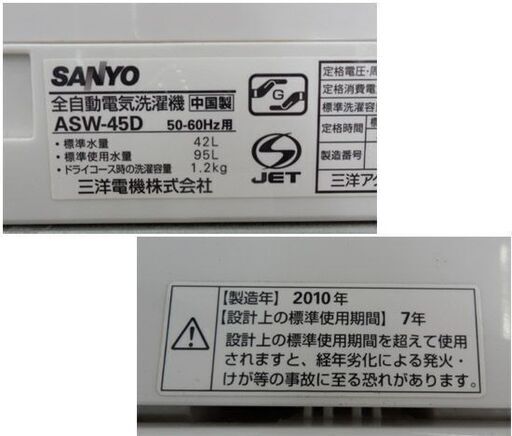 SANYO
全自動電気洗濯機 中国製
ASW-45D 50-60Hz用
・標準水量 42L
・標準使用水量 95L
・ドライコース時の洗濯容量 1.2kg
三洋電機株式会社
G
JET
定格電圧・周
定格消費電
標準洗濯容
定格時間
製造番号
三洋アク
【製造年】 2010年
【設計上の標準使用期間】 7年
設計上の標準使用期間を超えて使用
されますと、経年劣化による発火・
けが等の事故に至る恐れがあります。